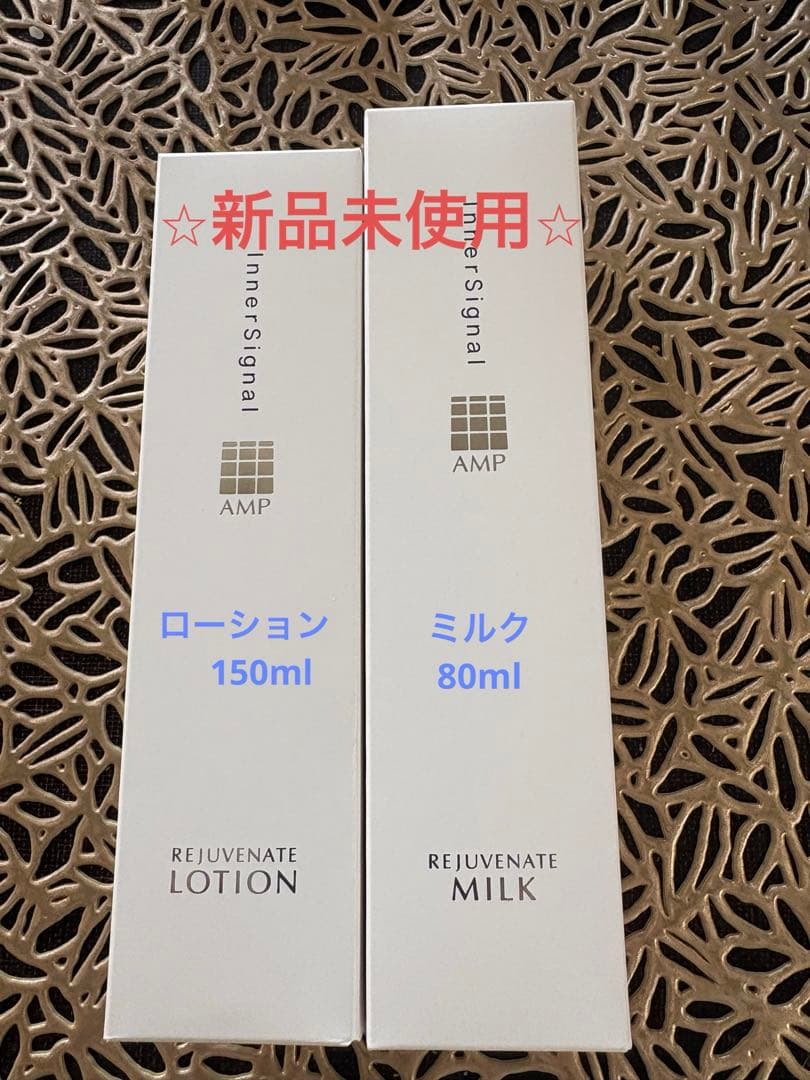 ☆新品未使用☆
InnerSignal
AMP
ローション
150ml
REJUVENATE
LOTION
InnerSignal
AMP
ミルク
80ml
REJUVENATE
MILK